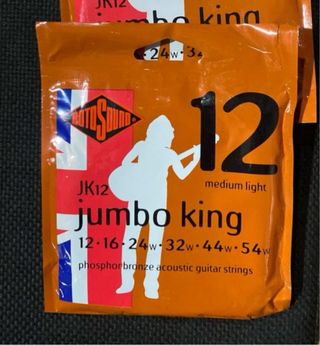 JK12
jumbo king
• 24w • 32
ROTOSOUND
12
medium light
JK12
jumbo king
12 • 16 • 24w • 32w • 44w • 54w
phosphor bronze acoustic guitar strings